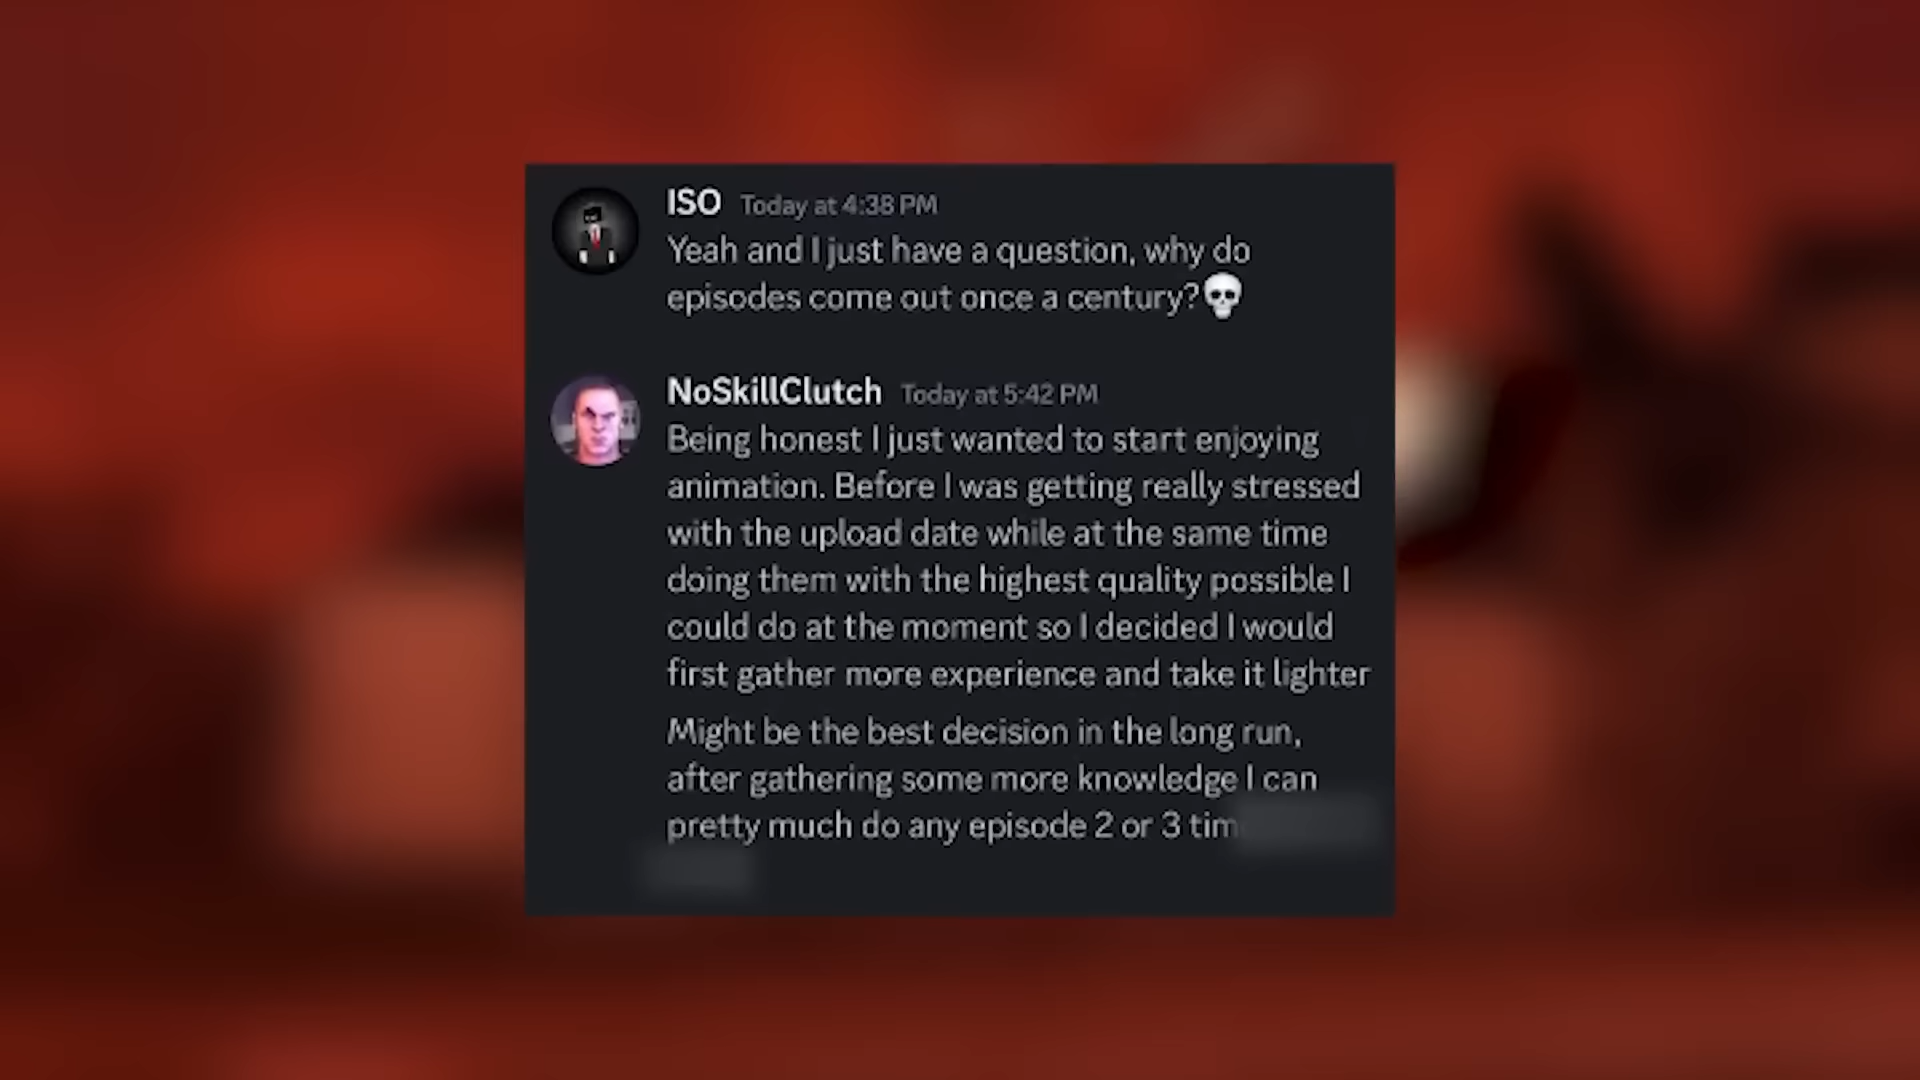 ISO Today at 4:38 PM
Yeah and I just have a question, why do
episodes come out once a century?💀
NoSkillClutch Today at 5:42 PM
Being honest I just wanted to start enjoying
animation. Before I was getting really stressed
with the upload date while at the same time
doing them with the highest quality possible I
could do at the moment so I decided I would
first gather more experience and take it lighter
Might be the best decision in the long run,
after gathering some more knowledge I can
pretty much do any episode 2 or 3 tim